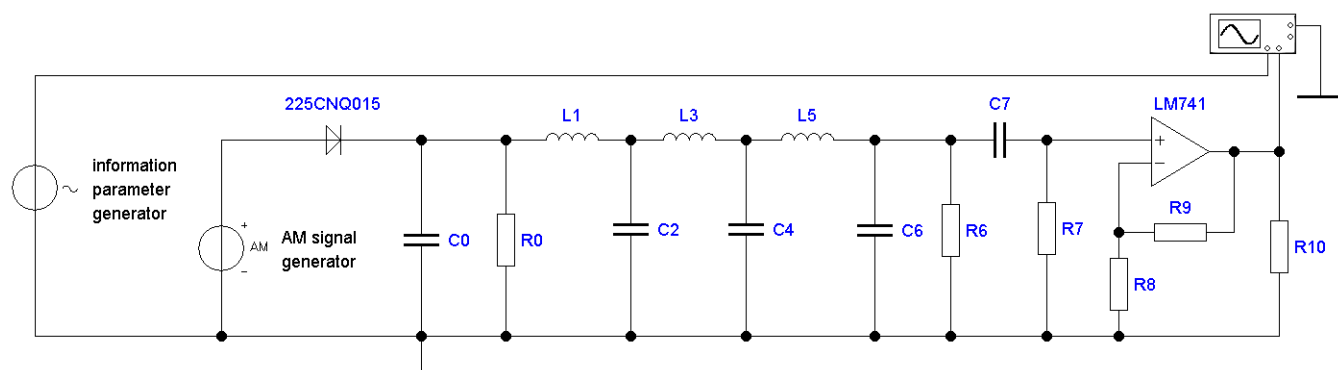 225CNQ015
L1
L3
L5
C7
LM741
information
parameter
generator
AM signal
generator
AM
C0
R0
C2
C4
C6
R6
R7
R8
R9
R10
+
−
+
−